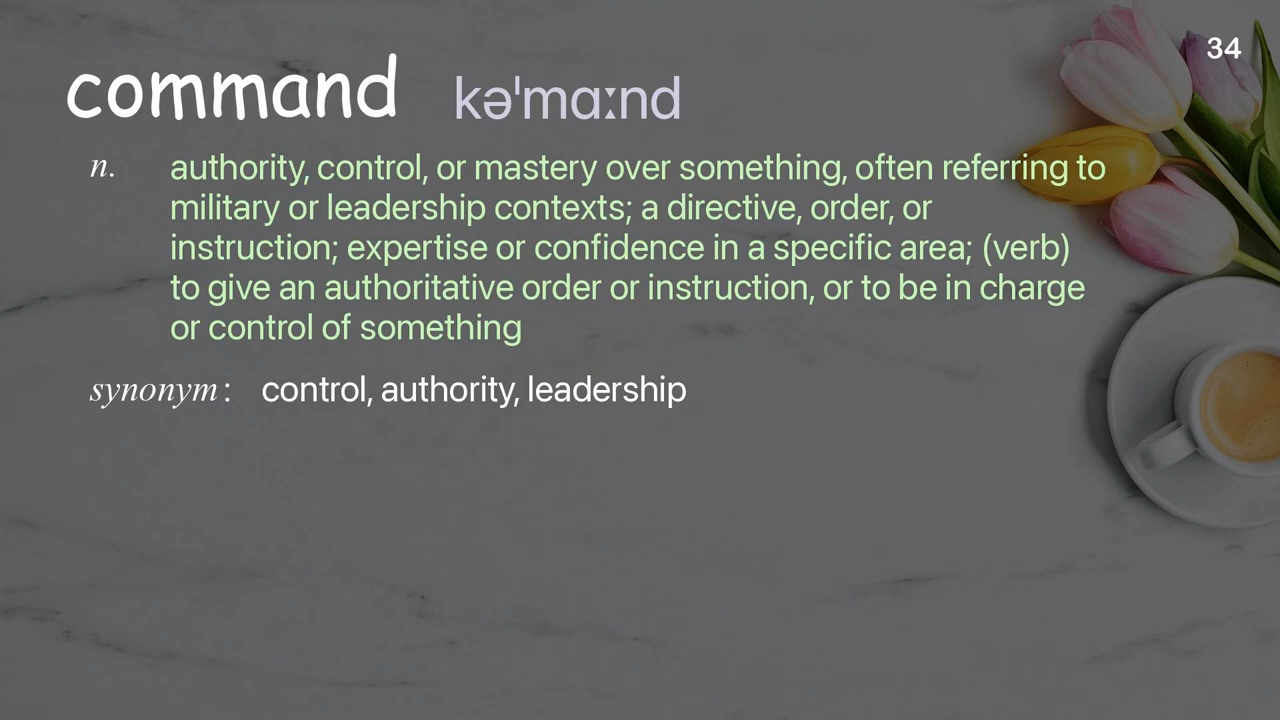 34
command kəˈmɑːnd
n. authority, control, or mastery over something, often referring to
military or leadership contexts; a directive, order, or
instruction; expertise or confidence in a specific area; (verb)
to give an authoritative order or instruction, or to be in charge
or control of something
synonym: control, authority, leadership